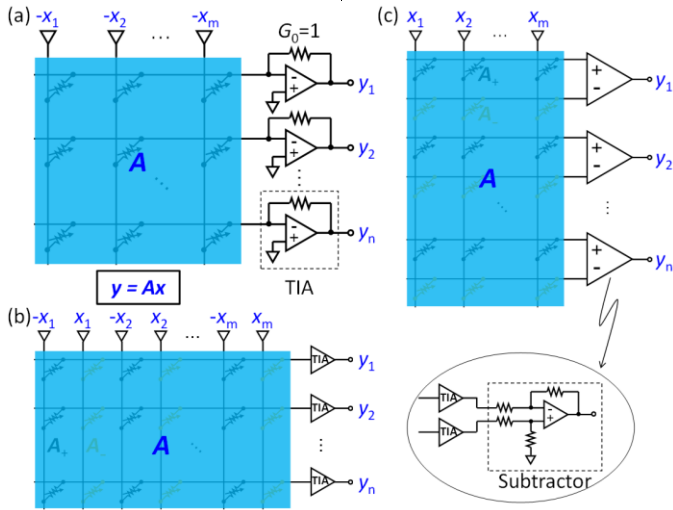 (a)
-x1 -x2 ... -xm
G0=1
A
- + y1
- + y2
⋮
- + yn
TIA
y = Ax
(b)
-x1 x1 -x2 x2 ... -xm xm
TIA y1
TIA y2
⋮
TIA yn
A+ A- A
(c)
x1 x2 ... xm
A+
A-
A
+ - y1
+ - y2
⋮
+ - yn
TIA
TIA
- +
Subtractor